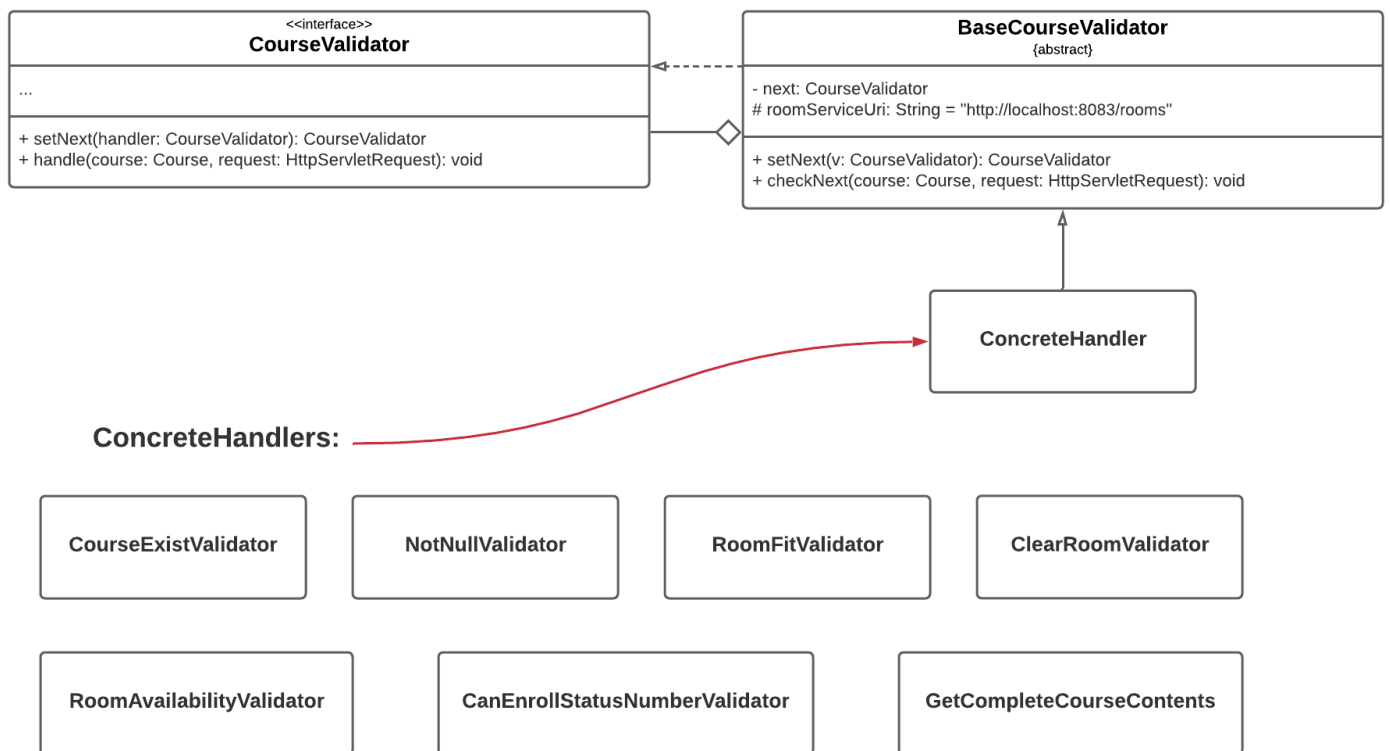 <<interface>>
CourseValidator
...
+ setNext(handler: CourseValidator): CourseValidator
+ handle(course: Course, request: HttpServletRequest): void
BaseCourseValidator
{abstract}
- next: CourseValidator
# roomServiceUri: String = "http://localhost:8083/rooms"
+ setNext(v: CourseValidator): CourseValidator
+ checkNext(course: Course, request: HttpServletRequest): void
ConcreteHandler
ConcreteHandlers:
CourseExistValidator
NotNullValidator
RoomFitValidator
ClearRoomValidator
RoomAvailabilityValidator
CanEnrollStatusNumberValidator
GetCompleteCourseContents